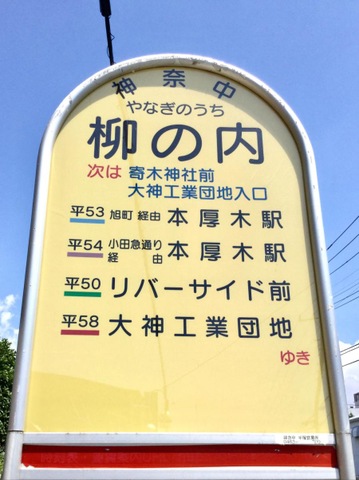 神奈中
やなぎのうち
柳の内
次は 寄木神社前
大神工業団地入口
平53 旭町 経由 本厚木駅
平54 小田急通り 経由 本厚木駅
平50 リバーサイド前
平58 大神工業団地
ゆき